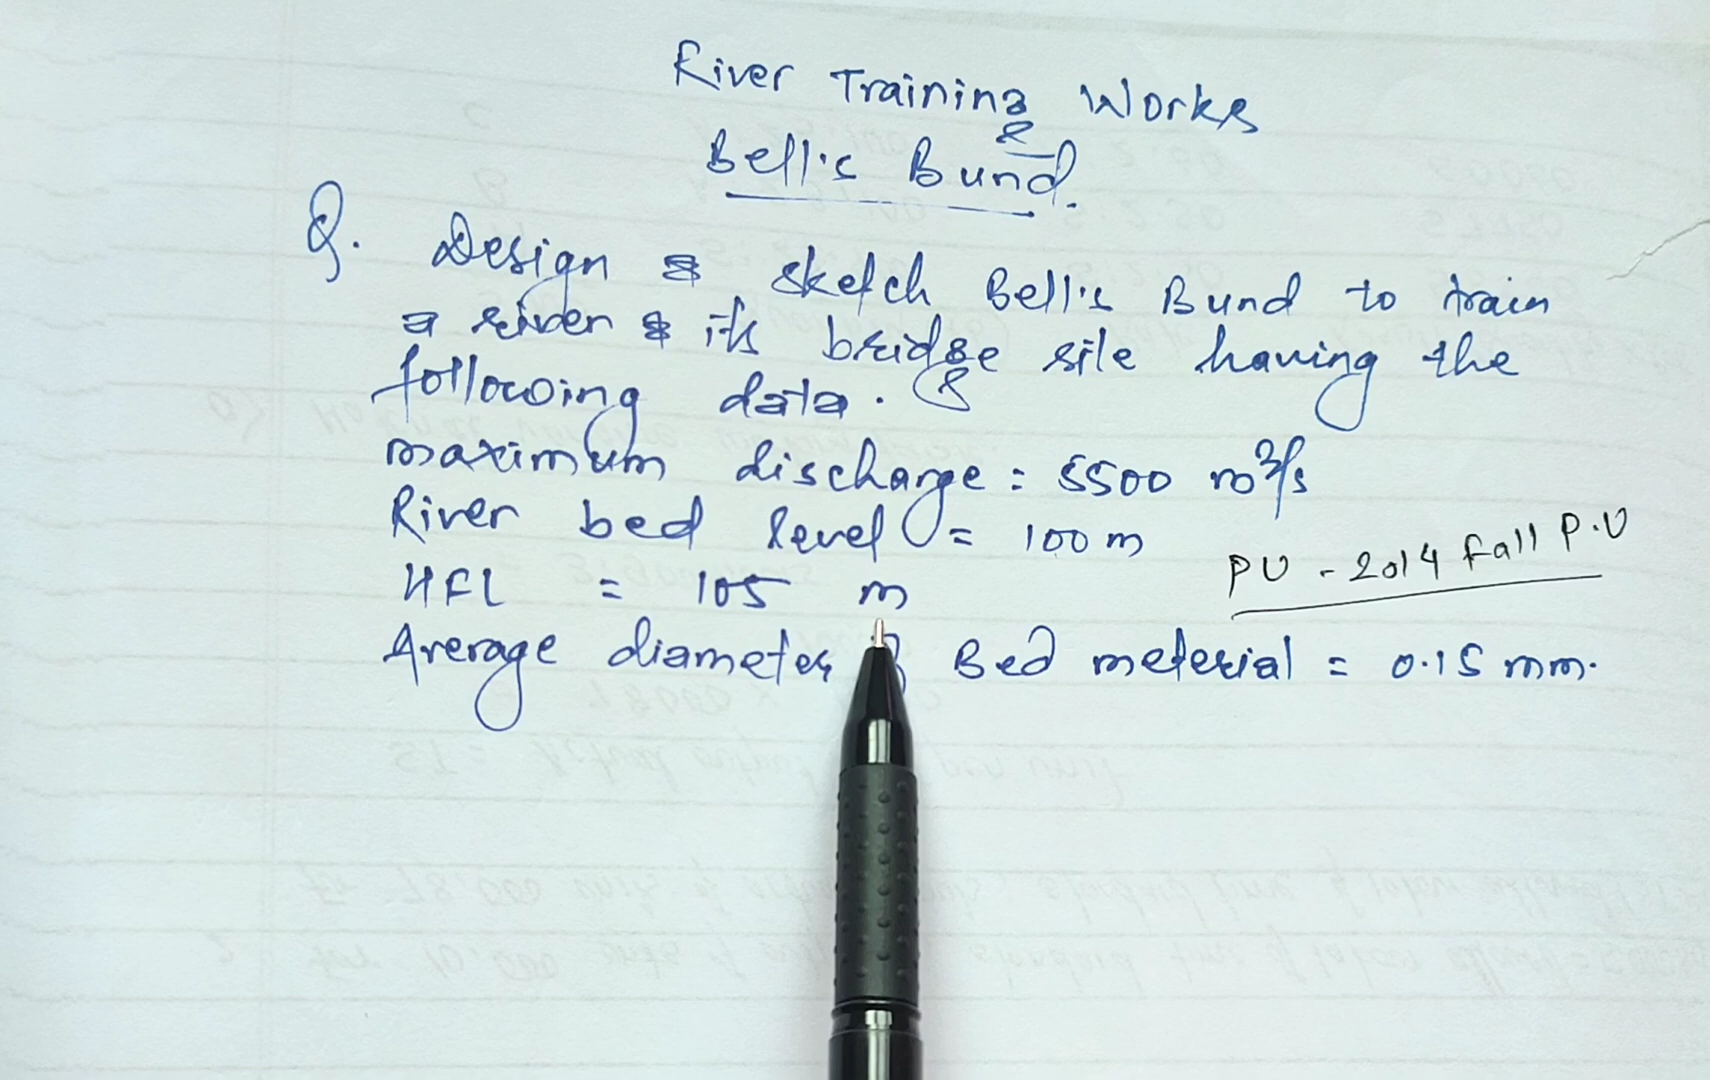 River Training Works
Bell's Bund.
Q. Design & sketch Bell's Bund to train
a river & its bridge site having the
following data.
maximum discharge = 5500 m3/s
River bed level = 100 m
HFL = 105 m
PU - 2014 fall P.U
Average diameter Bed meterial = 0.15 mm.